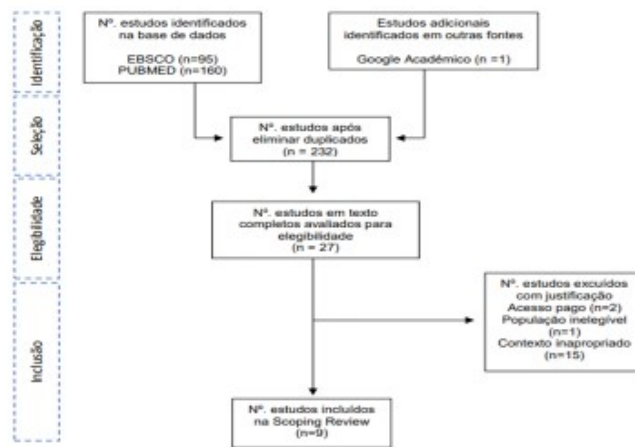 Identificação
Nº. estudos identificados
na base de dados
EBSCO (n=95)
PUBMED (n=160)
Estudos adicionais
identificados em outras fontes
Google Académico (n =1)
Seleção
Nº. estudos após
eliminar duplicados
(n = 232)
Elegibilidade
Nº. estudos em texto
completos avaliados para
elegibilidade
(n = 27)
Inclusão
Nº. estudos excuídos
com justificação
Acesso pago (n=2)
População inelegível
(n=1)
Contexto inapropriado
(n=15)
Nº. estudos incluídos
na Scoping Review
(n=9)